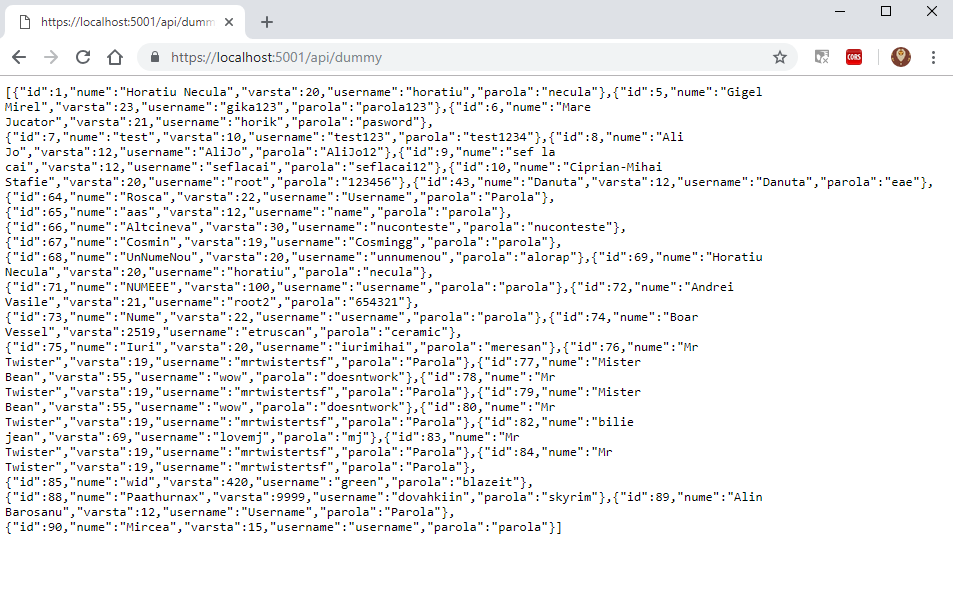 https://localhost:5001/api/dumm
https://localhost:5001/api/dummy
CORS
[{"id":1,"nume":"Horatiu Necula","varsta":20,"username":"horatiu","parola":"necula"},{"id":5,"nume":"Gigel
Mirel","varsta":23,"username":"gika123","parola":"parola123"},{"id":6,"nume":"Mare
Jucator","varsta":21,"username":"horik","parola":"pasword"},
{"id":7,"nume":"test","varsta":10,"username":"test123","parola":"test1234"},{"id":8,"nume":"Ali
Jo","varsta":12,"username":"AliJo","parola":"AliJo12"},{"id":9,"nume":"sef la
cai","varsta":12,"username":"seflacai","parola":"seflacai12"},{"id":10,"nume":"Ciprian-Mihai
Stafie","varsta":20,"username":"root","parola":"123456"},{"id":43,"nume":"Danuta","varsta":12,"username":"Danuta","parola":"eae"},
{"id":64,"nume":"Rosca","varsta":22,"username":"Username","parola":"Parola"},
{"id":65,"nume":"aas","varsta":12,"username":"name","parola":"parola"},
{"id":66,"nume":"Altcineva","varsta":30,"username":"nuconteste","parola":"nuconteste"},
{"id":67,"nume":"Cosmin","varsta":19,"username":"Cosmingg","parola":"parola"},
{"id":68,"nume":"UnNumeNou","varsta":20,"username":"unnumenou","parola":"alorap"},{"id":69,"nume":"Horatiu
Necula","varsta":20,"username":"horatiu","parola":"necula"},
{"id":71,"nume":"NUMEEE","varsta":100,"username":"username","parola":"parola"},{"id":72,"nume":"Andrei
Vasile","varsta":21,"username":"root2","parola":"654321"},
{"id":73,"nume":"Nume","varsta":22,"username":"username","parola":"parola"},{"id":74,"nume":"Boar
Vessel","varsta":2519,"username":"etruscan","parola":"ceramic"},
{"id":75,"nume":"Iuri","varsta":20,"username":"iurimihai","parola":"meresan"},{"id":76,"nume":"Mr
Twister","varsta":19,"username":"mrtwistertsf","parola":"Parola"},{"id":77,"nume":"Mister
Bean","varsta":55,"username":"wow","parola":"doesntwork"},{"id":78,"nume":"Mr
Twister","varsta":19,"username":"mrtwistertsf","parola":"Parola"},{"id":79,"nume":"Mister
Bean","varsta":55,"username":"wow","parola":"doesntwork"},{"id":80,"nume":"Mr
Twister","varsta":19,"username":"mrtwistertsf","parola":"Parola"},{"id":82,"nume":"bilie
jean","varsta":69,"username":"lovemj","parola":"mj"},{"id":83,"nume":"Mr
Twister","varsta":19,"username":"mrtwistertsf","parola":"Parola"},{"id":84,"nume":"Mr
Twister","varsta":19,"username":"mrtwistertsf","parola":"Parola"},
{"id":85,"nume":"wid","varsta":420,"username":"green","parola":"blazeit"},
{"id":88,"nume":"Paathurnax","varsta":9999,"username":"dovahkiin","parola":"skyrim"},{"id":89,"nume":"Alin
Barosanu","varsta":12,"username":"Username","parola":"Parola"},
{"id":90,"nume":"Mircea","varsta":15,"username":"username","parola":"parola"}]